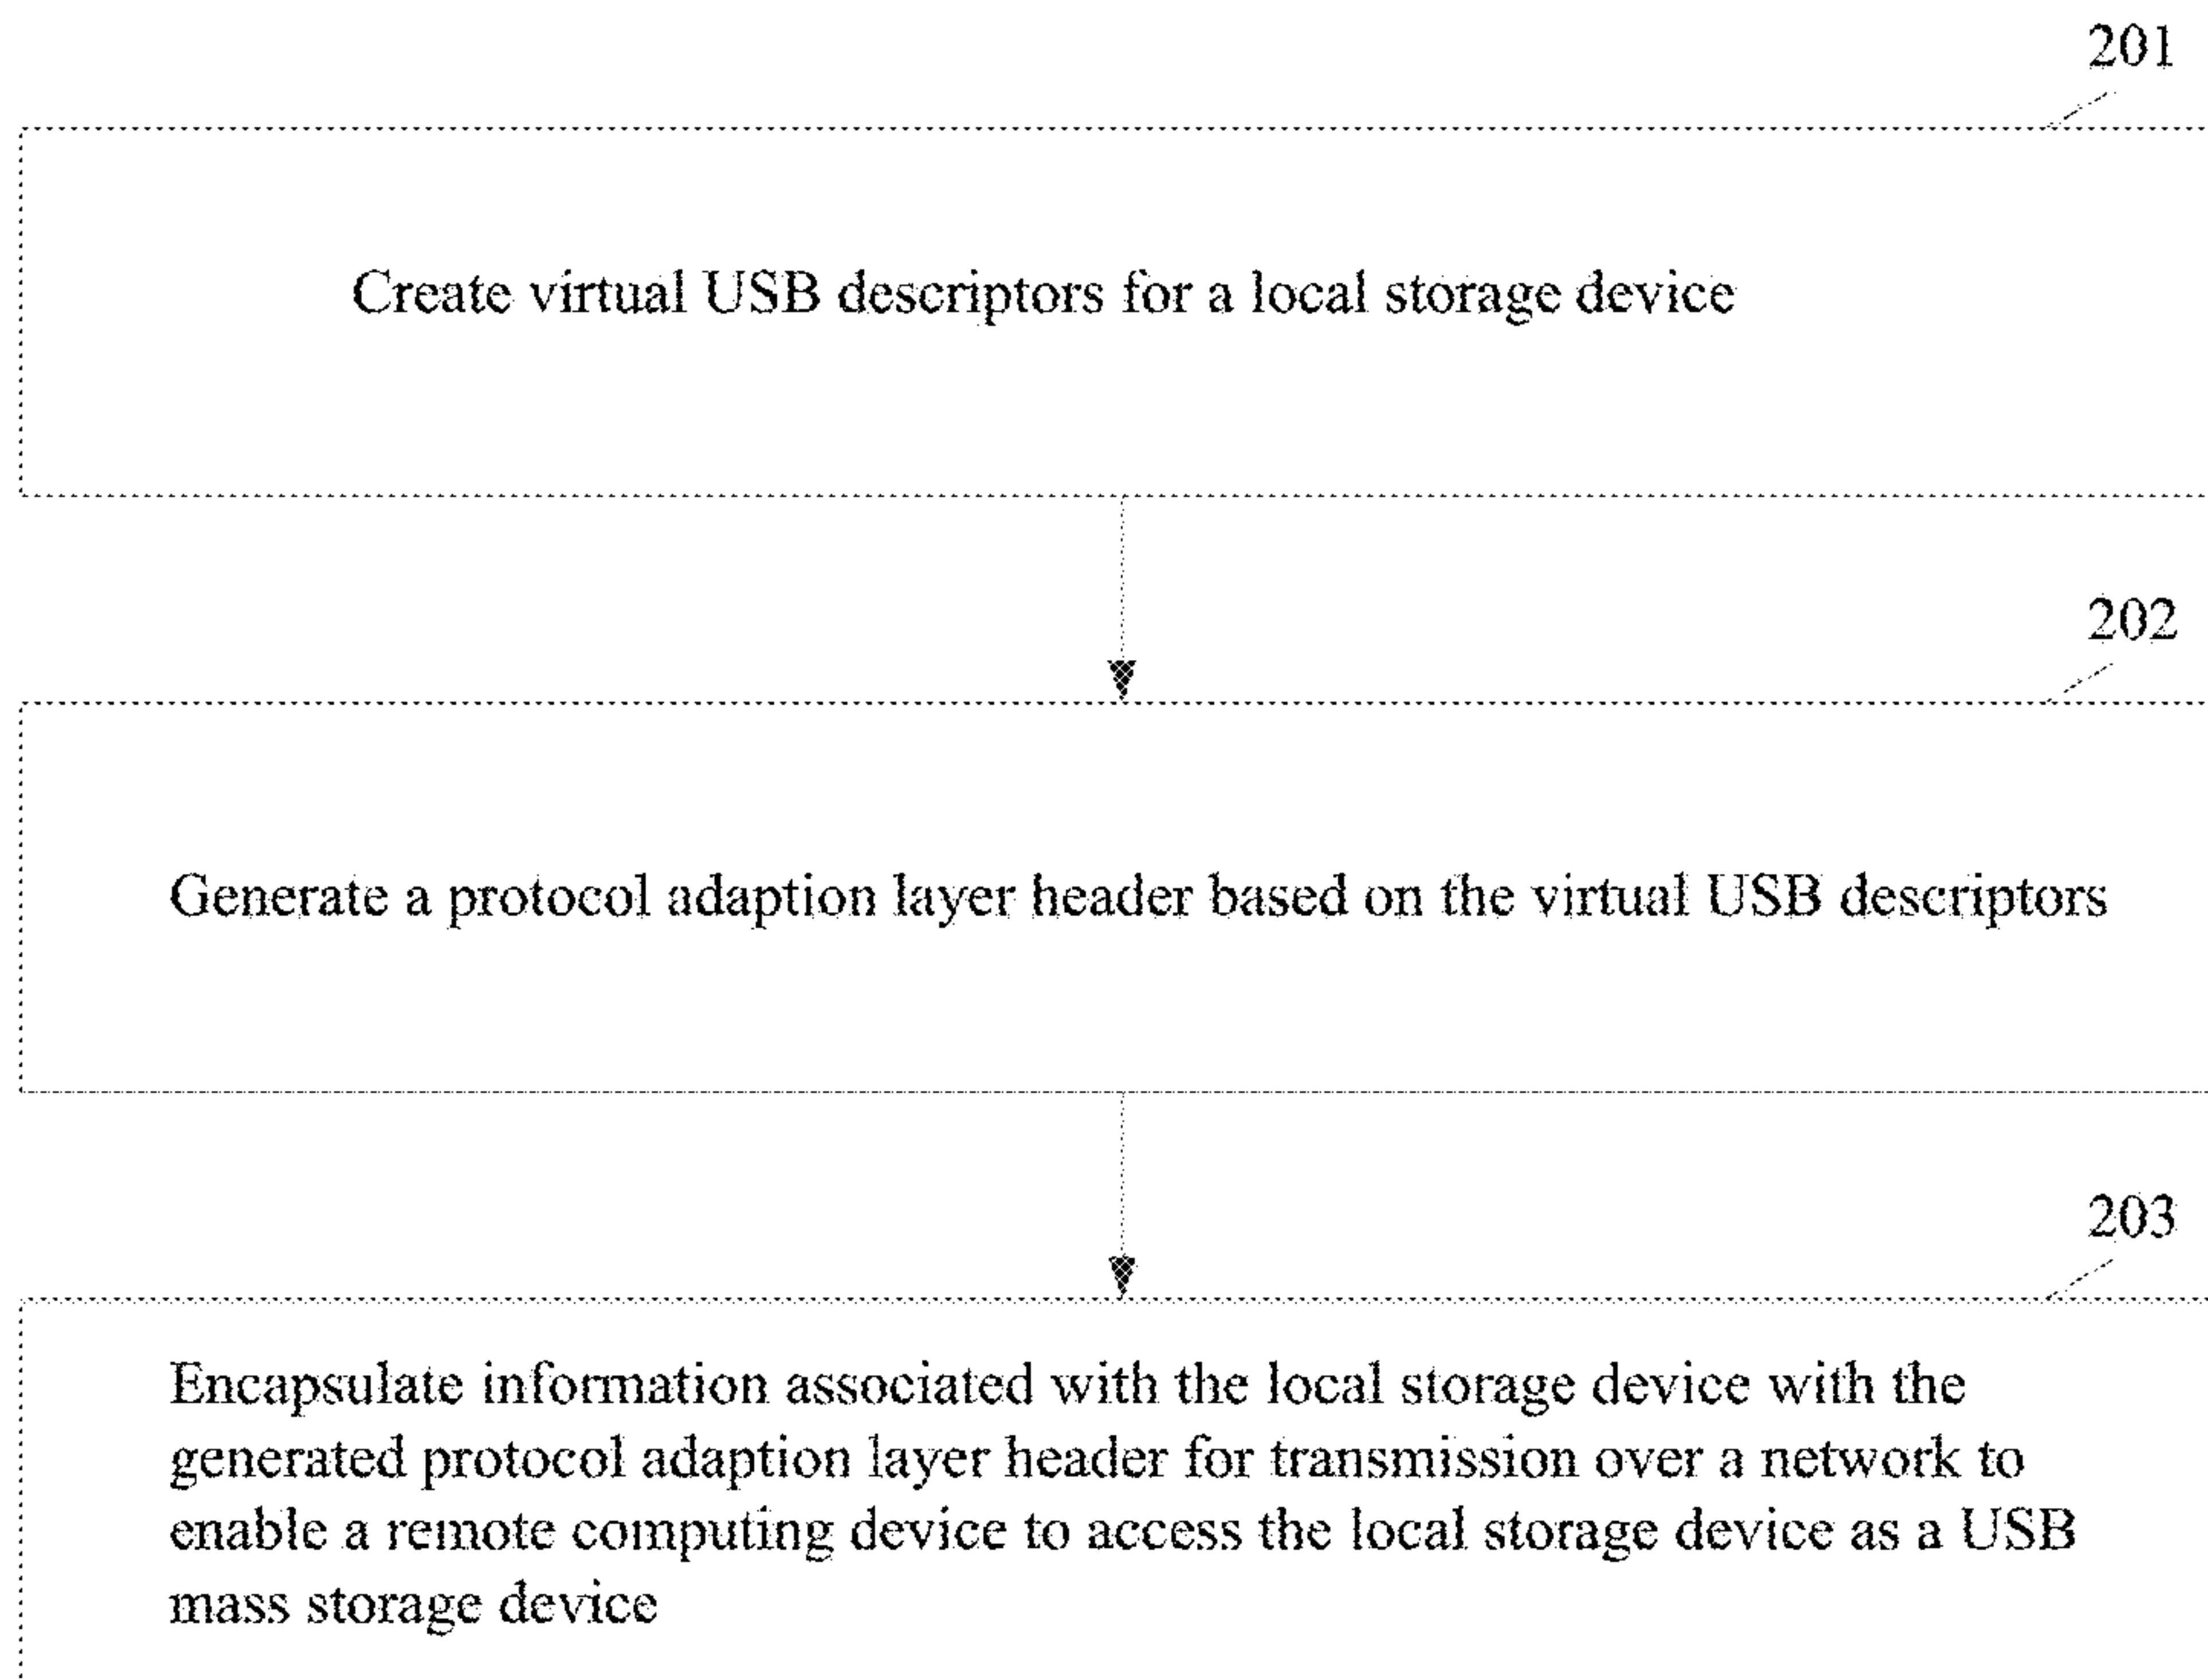 201
Create virtual USB descriptors for a local storage device
202
Generate a protocol adaption layer header based on the virtual USB descriptors
203
Encapsulate information associated with the local storage device with the
generated protocol adaption layer header for transmission over a network to
enable a remote computing device to access the local storage device as a USB
mass storage device